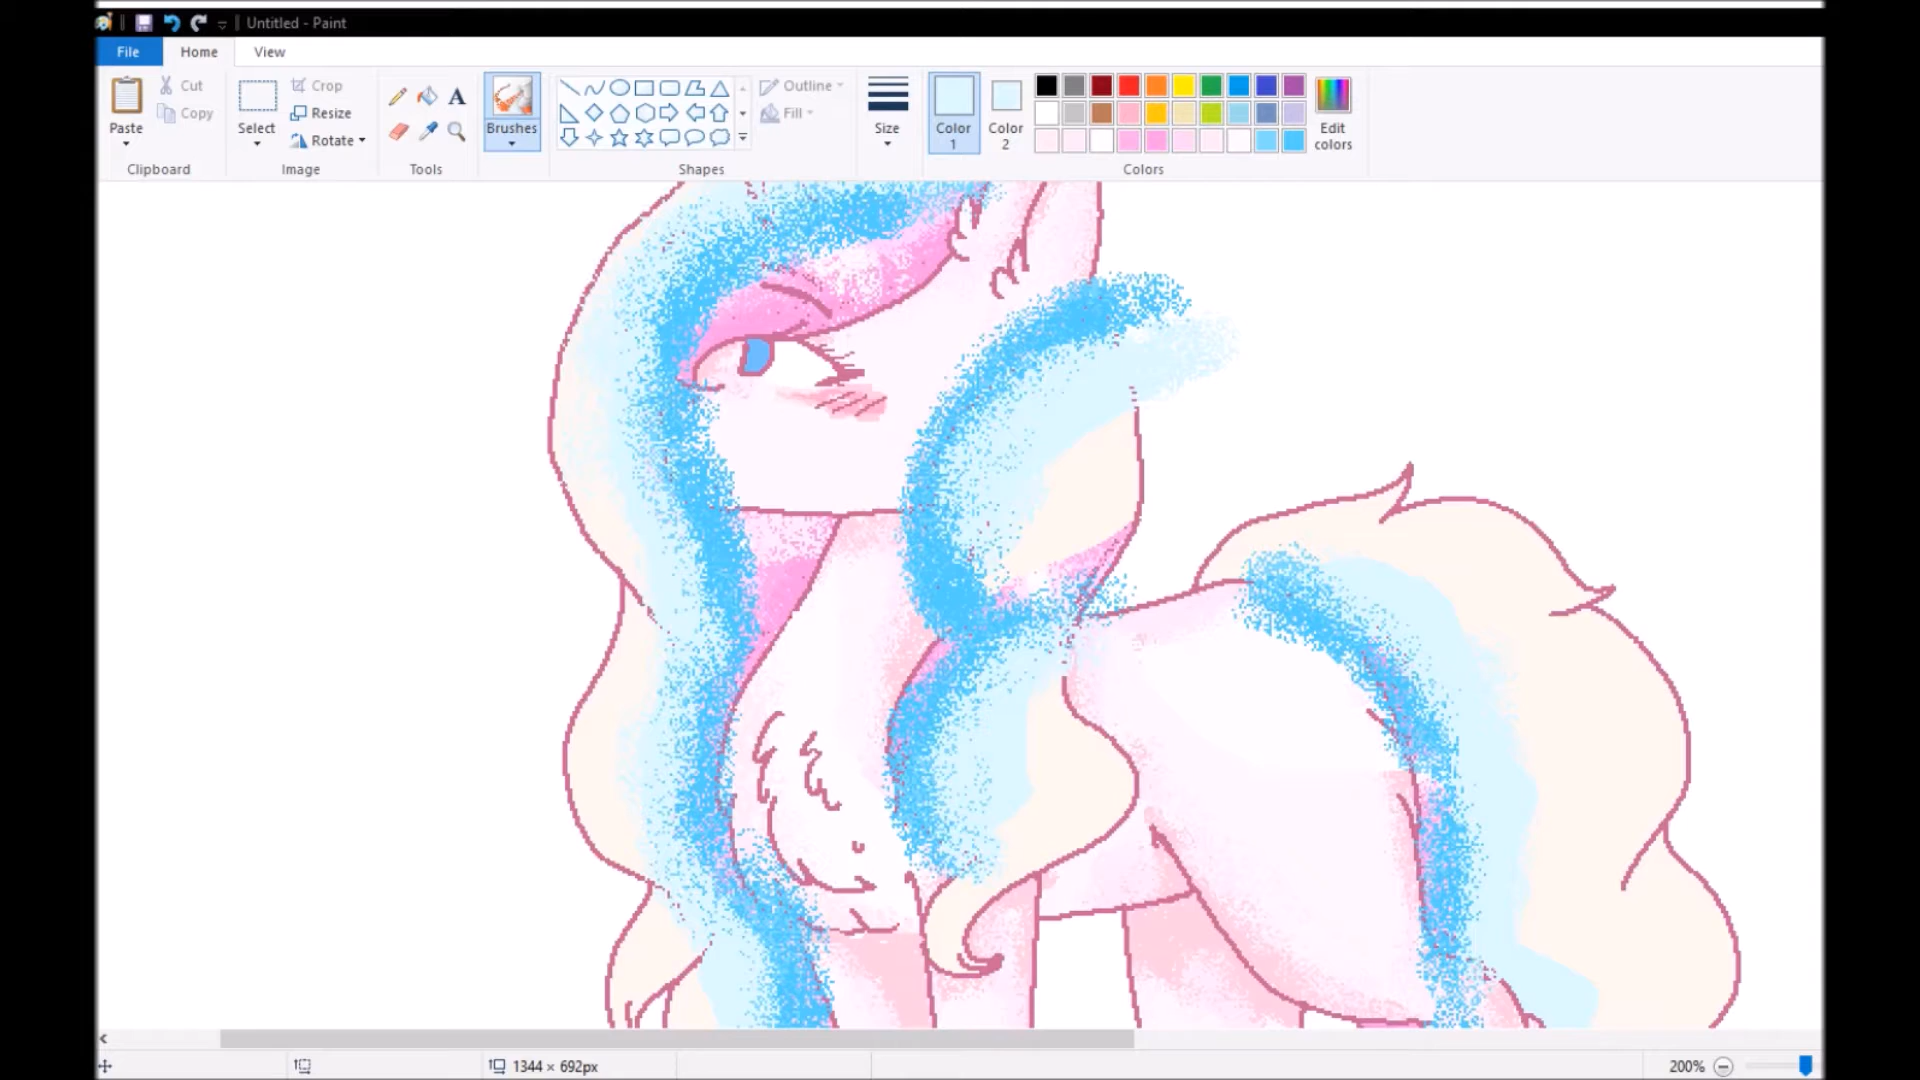 Untitled - Paint
File Home View
Paste
Cut
Copy
Clipboard
Select
Crop
Resize
Rotate
Image
A
Tools
Brushes
Shapes
Outline
Fill
Size
Color 1
Color 2
Edit colors
Colors
1344 × 692px
200%